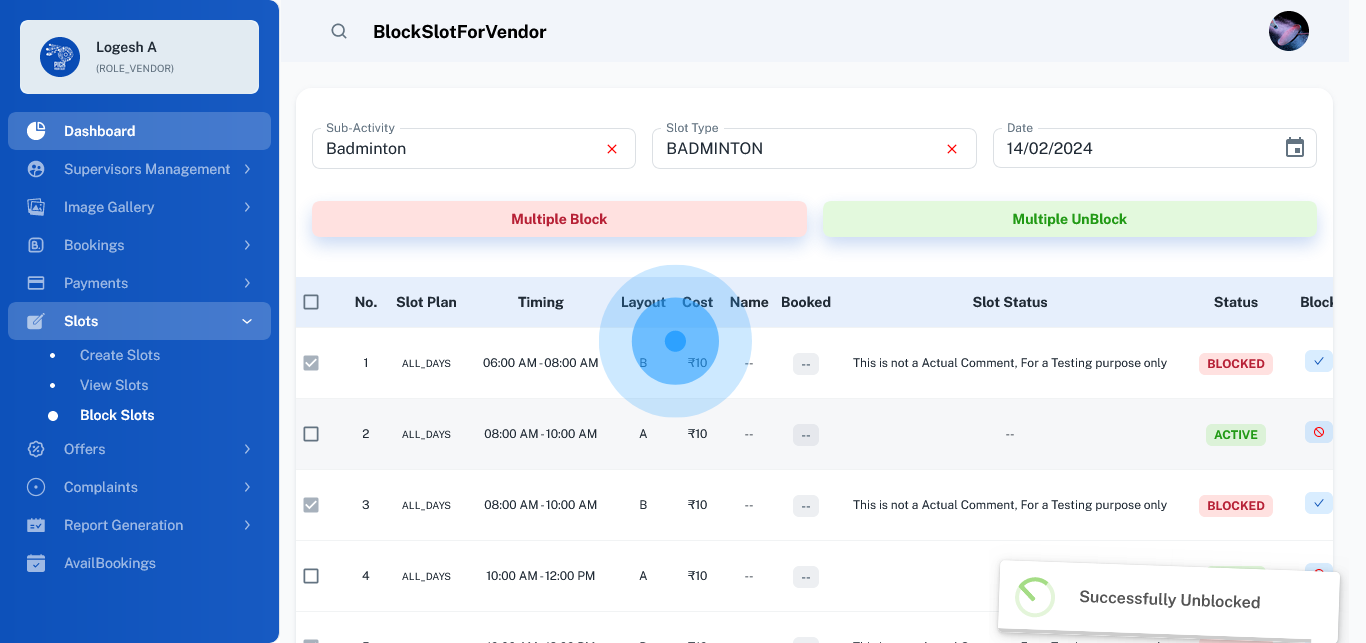 Logesh A
(ROLE_VENDOR)
BlockSlotForVendor
Dashboard
Supervisors Management
Image Gallery
Bookings
Payments
Slots
Create Slots
View Slots
Block Slots
Offers
Complaints
Report Generation
AvailBookings
Sub-Activity
Badminton
Slot Type
BADMINTON
Date
14/02/2024
Multiple Block
Multiple UnBlock
No. Slot Plan Timing Layout Cost Name Booked Slot Status Status Block
1 ALL_DAYS 06:00 AM - 08:00 AM B ₹10 -- -- This is not a Actual Comment, For a Testing purpose only BLOCKED
2 ALL_DAYS 08:00 AM - 10:00 AM A ₹10 -- -- -- ACTIVE
3 ALL_DAYS 08:00 AM - 10:00 AM B ₹10 -- -- This is not a Actual Comment, For a Testing purpose only BLOCKED
4 ALL_DAYS 10:00 AM - 12:00 PM A ₹10 -- --
Successfully Unblocked